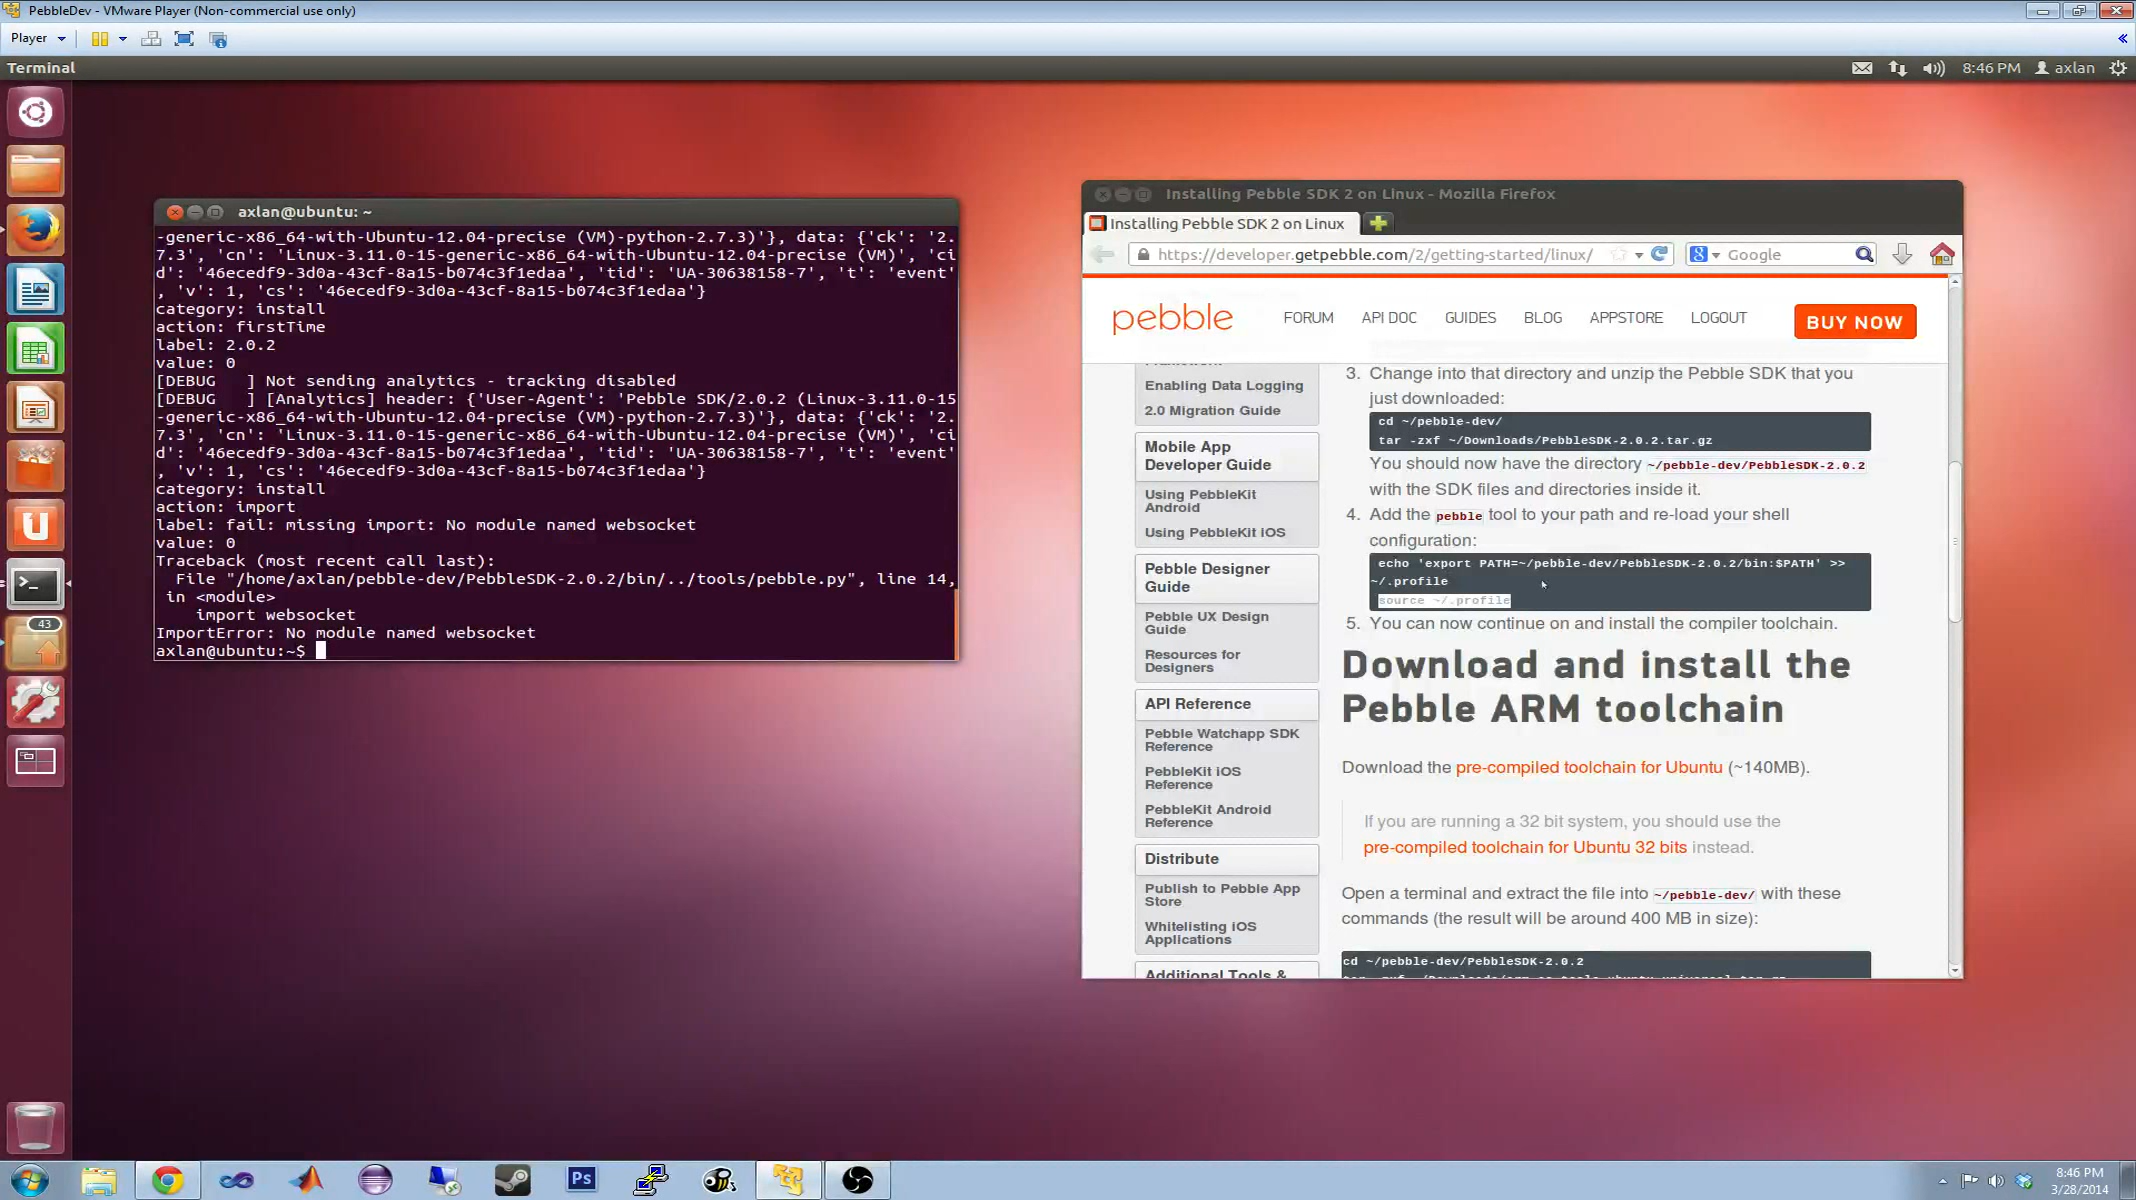 PebbleDev - VMware Player (Non-commercial use only)
Player
Terminal
8:46 PM
axlan
axlan@ubuntu: ~
-generic-x86_64-with-Ubuntu-12.04-precise (VM)-python-2.7.3)'}, data: {'ck': '2.
7.3', 'cn': 'Linux-3.11.0-15-generic-x86_64-with-Ubuntu-12.04-precise (VM)', 'ci
d': '46ecedf9-3d0a-43cf-8a15-b074c3f1edaa', 'tid': 'UA-30638158-7', 't': 'event'
, 'v': 1, 'cs': '46ecedf9-3d0a-43cf-8a15-b074c3f1edaa'}
category: install
action: firstTime
label: 2.0.2
value: 0
[DEBUG   ] Not sending analytics - tracking disabled
[DEBUG   ] [Analytics] header: {'User-Agent': 'Pebble SDK/2.0.2 (Linux-3.11.0-15
-generic-x86_64-with-Ubuntu-12.04-precise (VM)-python-2.7.3)'}, data: {'ck': '2.
7.3', 'cn': 'Linux-3.11.0-15-generic-x86_64-with-Ubuntu-12.04-precise (VM)', 'ci
d': '46ecedf9-3d0a-43cf-8a15-b074c3f1edaa', 'tid': 'UA-30638158-7', 't': 'event'
, 'v': 1, 'cs': '46ecedf9-3d0a-43cf-8a15-b074c3f1edaa'}
category: install
action: import
label: fail: missing import: No module named websocket
value: 0
Traceback (most recent call last):
  File "/home/axlan/pebble-dev/PebbleSDK-2.0.2/bin/../tools/pebble.py", line 14,
 in <module>
    import websocket
ImportError: No module named websocket
axlan@ubuntu:~$
43
Installing Pebble SDK 2 on Linux - Mozilla Firefox
Installing Pebble SDK 2 on Linux
https://developer.getpebble.com/2/getting-started/linux/
Google
pebble
FORUM
API DOC
GUIDES
BLOG
APPSTORE
LOGOUT
BUY NOW
Framework
Enabling Data Logging
2.0 Migration Guide
Mobile App
Developer Guide
Using PebbleKit
Android
Using PebbleKit iOS
Pebble Designer
Guide
Pebble UX Design
Guide
Resources for
Designers
API Reference
Pebble Watchapp SDK
Reference
PebbleKit iOS
Reference
PebbleKit Android
Reference
Distribute
Publish to Pebble App
Store
Whitelisting iOS
Applications
Additional Tools &
3. Change into that directory and unzip the Pebble SDK that you
just downloaded:
cd ~/pebble-dev/
tar -zxf ~/Downloads/PebbleSDK-2.0.2.tar.gz
You should now have the directory ~/pebble-dev/PebbleSDK-2.0.2
with the SDK files and directories inside it.
4. Add the pebble tool to your path and re-load your shell
configuration:
echo 'export PATH=~/pebble-dev/PebbleSDK-2.0.2/bin:$PATH' >>
~/.profile
source ~/.profile
5. You can now continue on and install the compiler toolchain.
Download and install the
Pebble ARM toolchain
Download the pre-compiled toolchain for Ubuntu (~140MB).
If you are running a 32 bit system, you should use the
pre-compiled toolchain for Ubuntu 32 bits instead.
Open a terminal and extract the file into ~/pebble-dev/ with these
commands (the result will be around 400 MB in size):
cd ~/pebble-dev/PebbleSDK-2.0.2
Ps
8:46 PM
3/28/2014